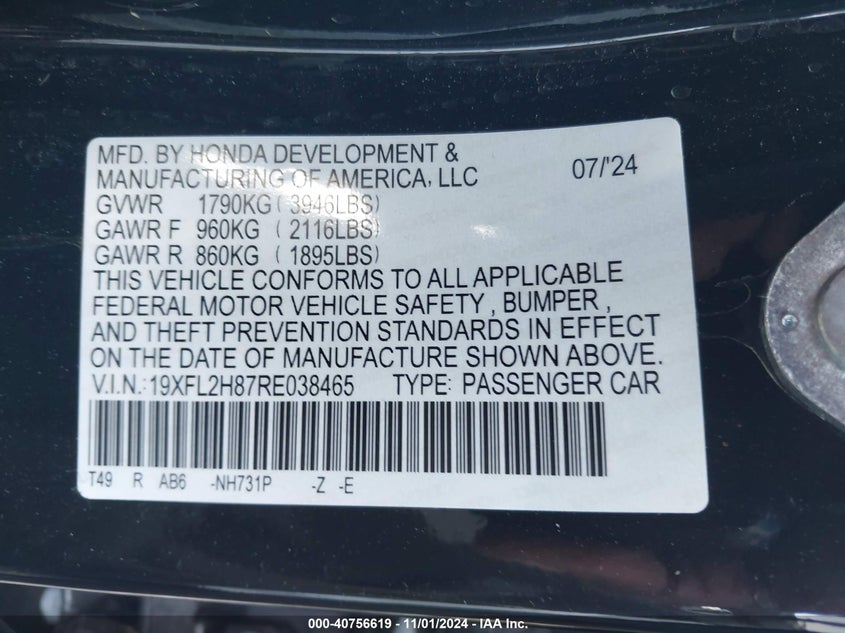 MFD. BY HONDA DEVELOPMENT &
MANUFACTURING OF AMERICA, LLC 07/'24
GVWR 1790KG ( 3946LBS)
GAWR F 960KG ( 2116LBS)
GAWR R 860KG ( 1895LBS)
THIS VEHICLE CONFORMS TO ALL APPLICABLE
FEDERAL MOTOR VEHICLE SAFETY , BUMPER ,
AND THEFT PREVENTION STANDARDS IN EFFECT
ON THE DATE OF MANUFACTURE SHOWN ABOVE.
V.I.N.:19XFL2H87RE038465 TYPE: PASSENGER CAR
T49 R AB6 -NH731P -Z -E
000-40756619 - 11/01/2024 - IAA Inc.